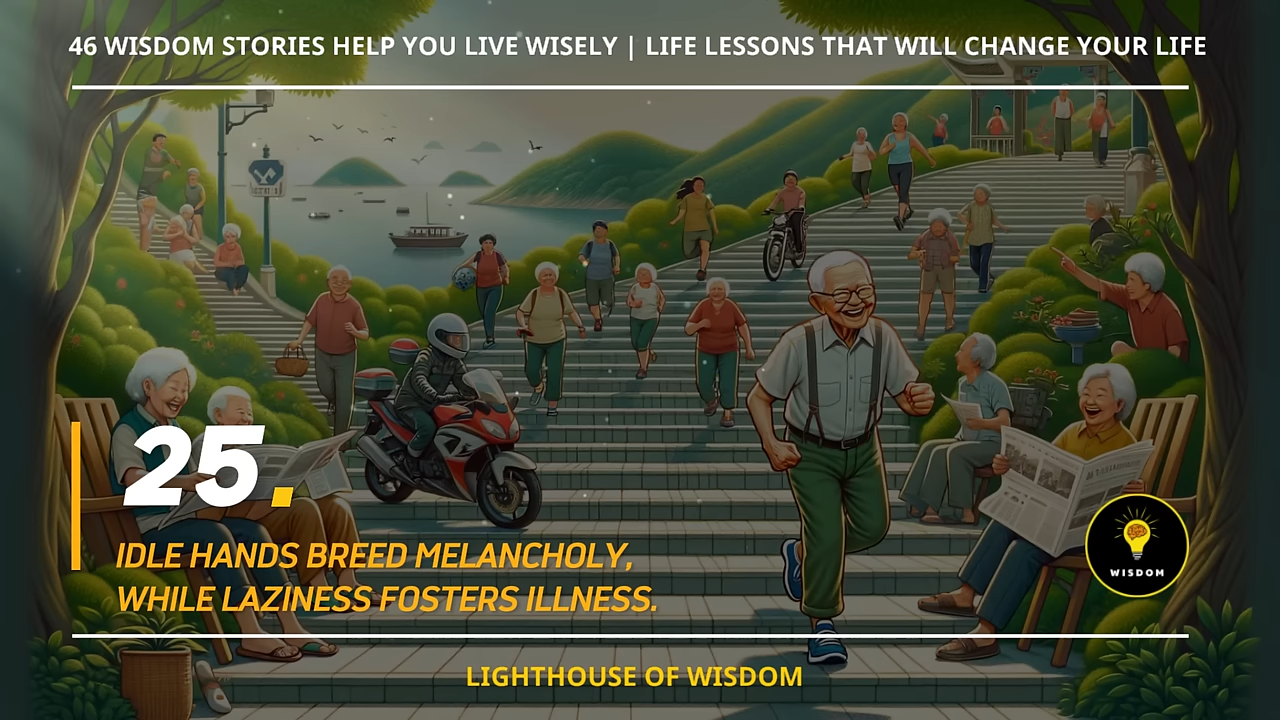 46 WISDOM STORIES HELP YOU LIVE WISELY | LIFE LESSONS THAT WILL CHANGE YOUR LIFE
25.
IDLE HANDS BREED MELANCHOLY,
WHILE LAZINESS FOSTERS ILLNESS.
WISDOM
LIGHTHOUSE OF WISDOM